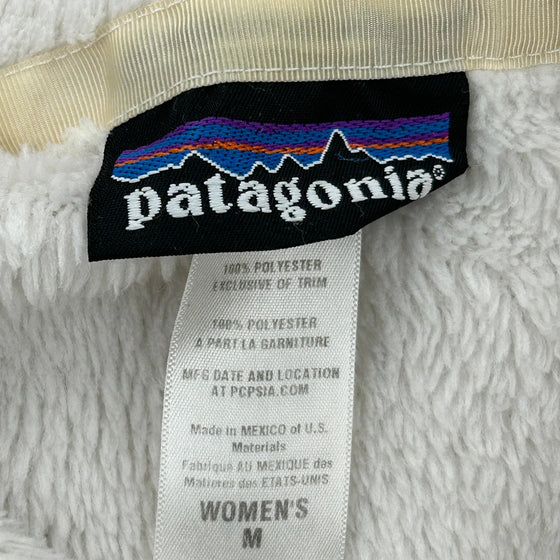 patagonia®
100% POLYESTER
EXCLUSIVE OF TRIM
100% POLYESTER
A PART LA GARNITURE
MFG DATE AND LOCATION
AT PCPSIA.COM
Made in MEXICO of U.S.
Materials
Fabrique AU MEXIQUE des
Matieres des ETATS-UNIS
WOMEN'S
M